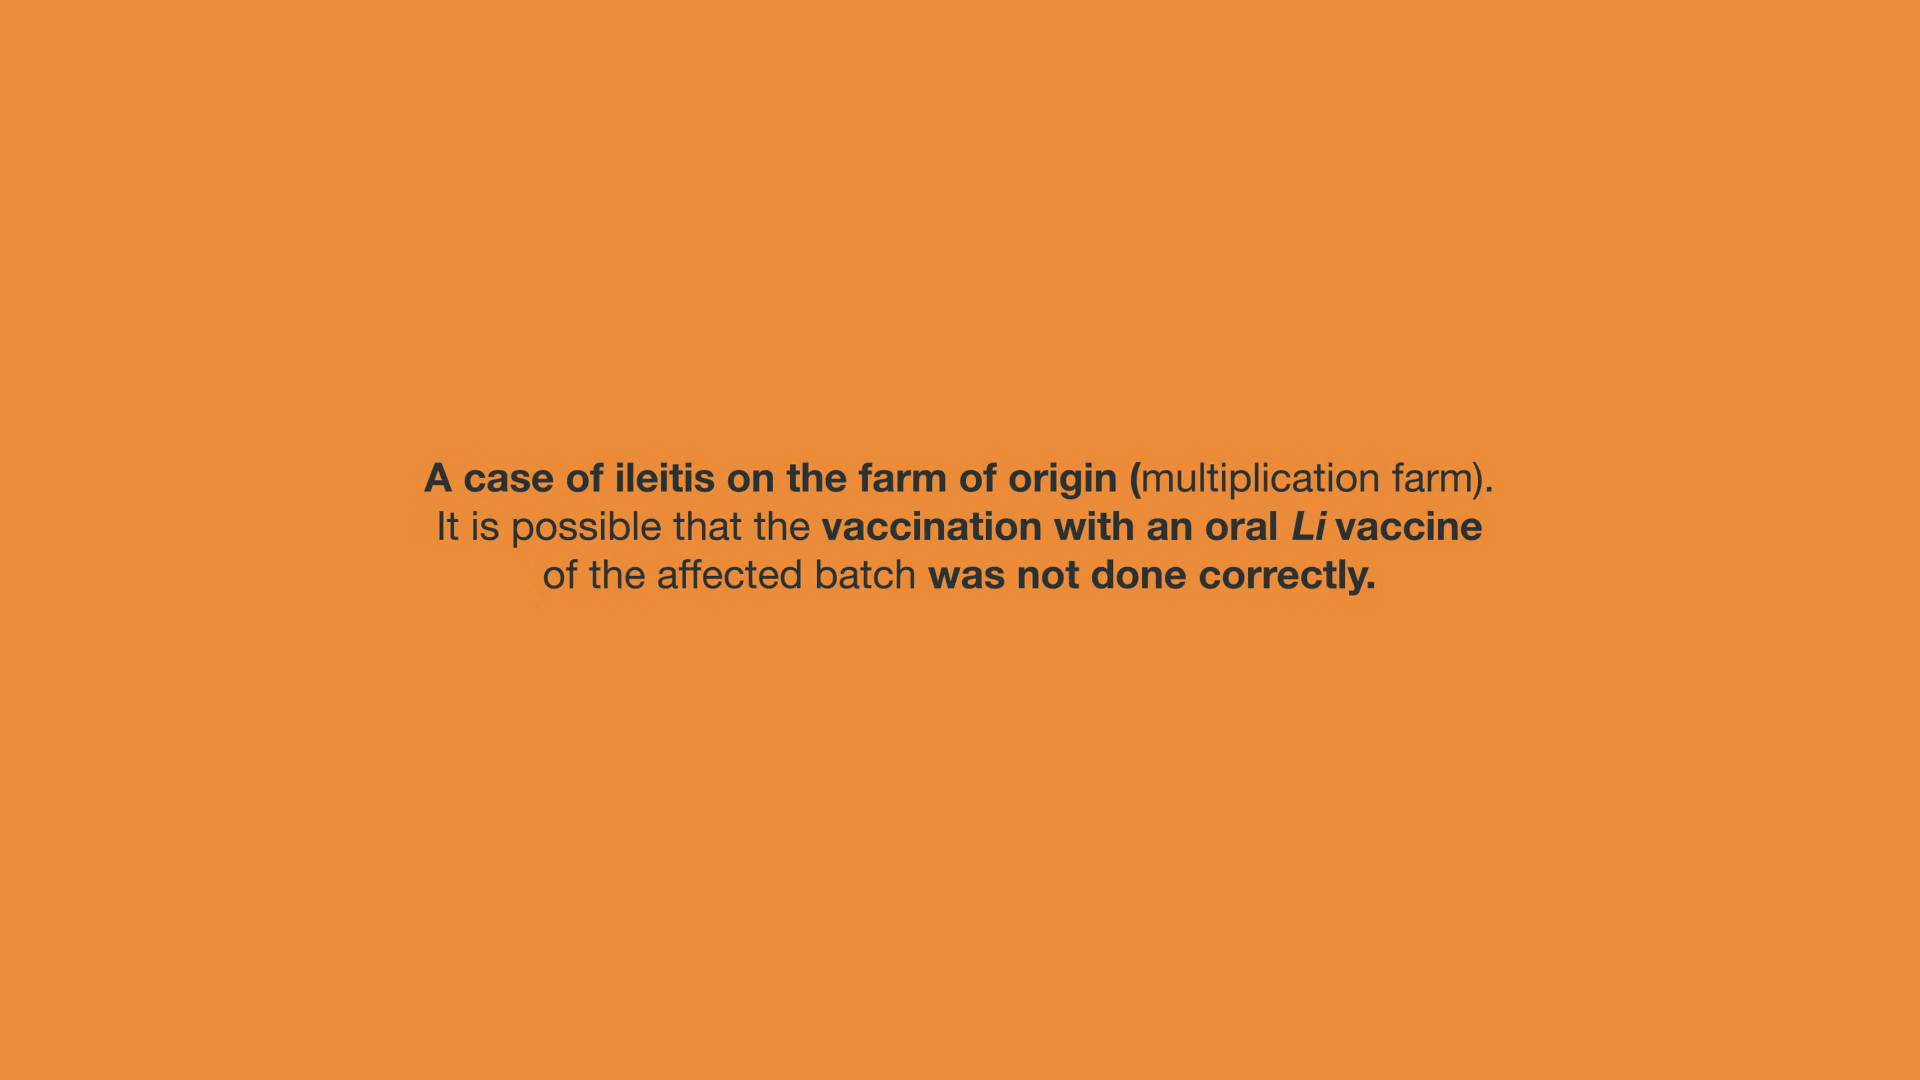 A case of ileitis on the farm of origin (multiplication farm).
It is possible that the vaccination with an oral Li vaccine
of the affected batch was not done correctly.